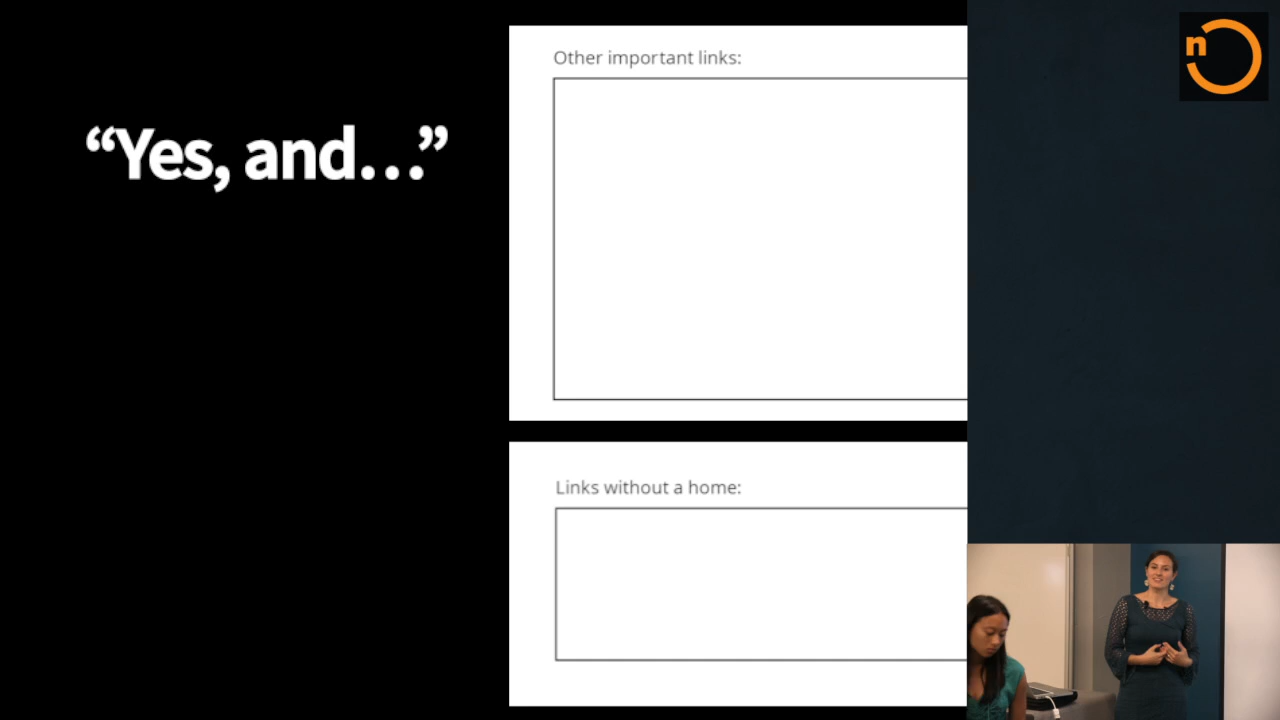 “Yes, and…”
Other important links:
Links without a home:
n